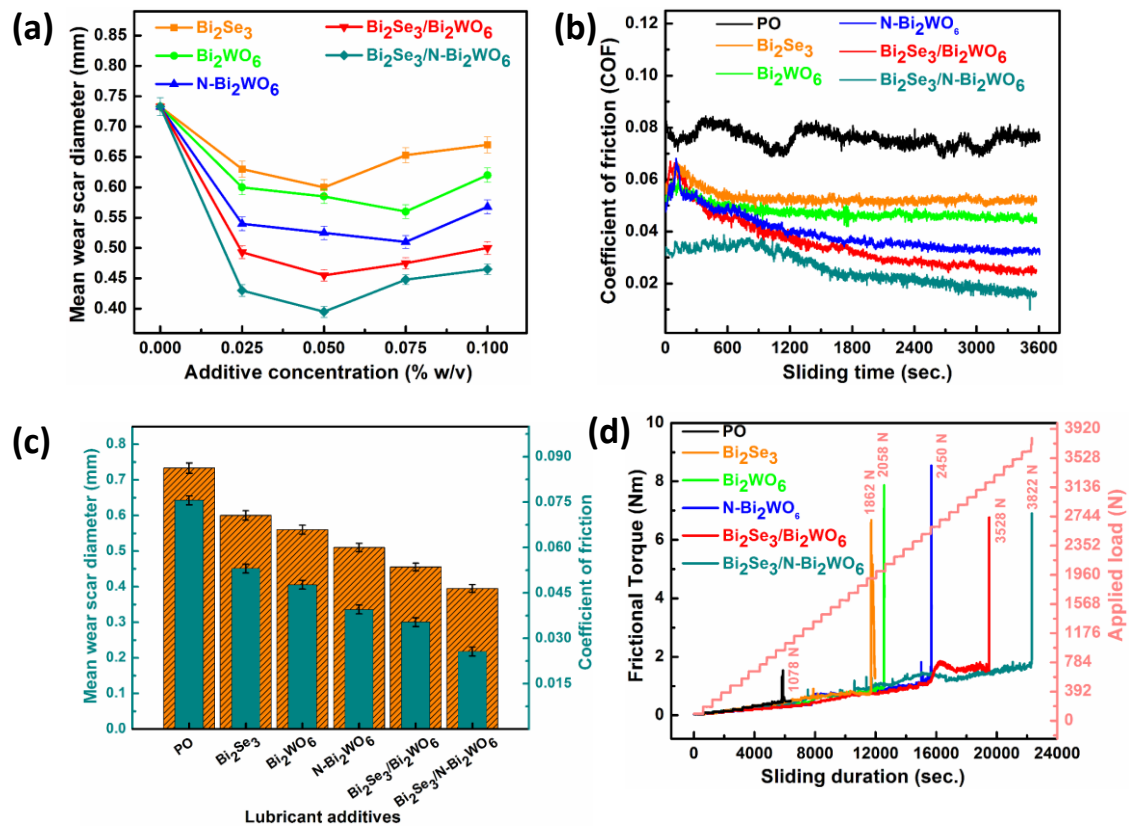 (a)
Bi₂Se₃
Bi₂WO₆
N-Bi₂WO₆
Bi₂Se₃/Bi₂WO₆
Bi₂Se₃/N-Bi₂WO₆
Mean wear scar diameter (mm)
0.85
0.80
0.75
0.70
0.65
0.60
0.55
0.50
0.45
0.40
0.000 0.025 0.050 0.075 0.100
Additive concentration (% w/v)
(b)
PO
Bi₂Se₃
Bi₂WO₆
N-Bi₂WO₆
Bi₂Se₃/Bi₂WO₆
Bi₂Se₃/N-Bi₂WO₆
Coefficient of friction (COF)
0.12
0.10
0.08
0.06
0.04
0.02
0 600 1200 1800 2400 3000 3600
Sliding time (sec.)
(c)
Mean wear scar diameter (mm)
0.8
0.7
0.6
0.5
0.4
0.3
0.2
0.1
0.0
0.090
0.075
0.060
0.045
0.030
0.015
Coefficient of friction
PO
Bi₂Se₃
Bi₂WO₆
N-Bi₂WO₆
Bi₂Se₃/Bi₂WO₆
Bi₂Se₃/N-Bi₂WO₆
Lubricant additives
(d)
PO
Bi₂Se₃
Bi₂WO₆
N-Bi₂WO₆
Bi₂Se₃/Bi₂WO₆
Bi₂Se₃/N-Bi₂WO₆
Frictional Torque (Nm)
10
8
6
4
2
0
1078 N
1862 N
2058 N
2450 N
3528 N
3822 N
3920
3528
3136
2744
2352
1960
1568
1176
784
392
0
Applied load (N)
0 4000 8000 12000 16000 20000 24000
Sliding duration (sec.)